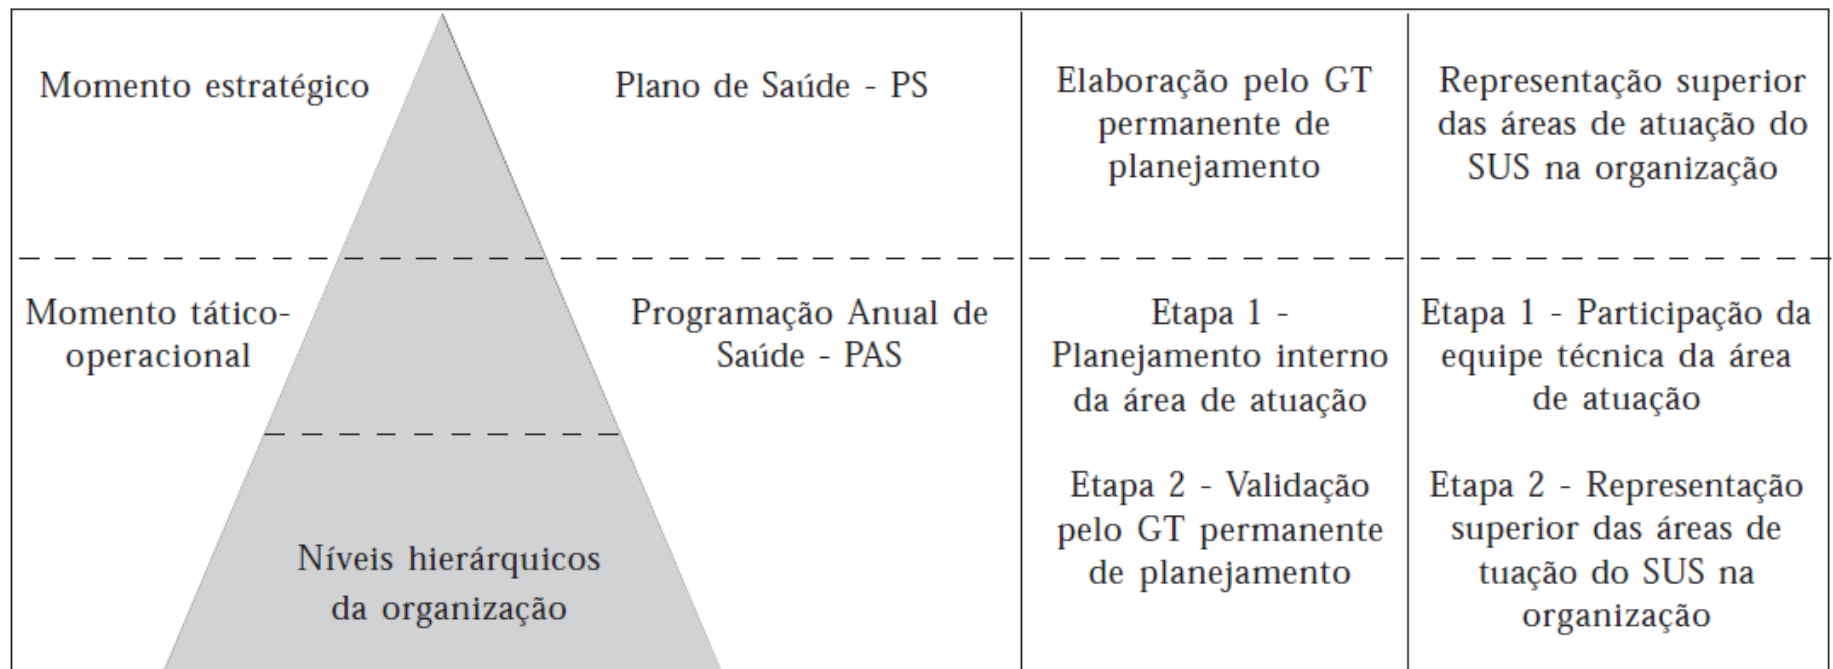 Momento estratégico
Plano de Saúde - PS
Elaboração pelo GT
permanente de
planejamento
Representação superior
das áreas de atuação do
SUS na organização
Momento tático-
operacional
Programação Anual de
Saúde - PAS
Etapa 1 -
Planejamento interno
da área de atuação
Etapa 2 - Validação
pelo GT permanente
de planejamento
Etapa 1 - Participação da
equipe técnica da área
de atuação
Etapa 2 - Representação
superior das áreas de
tuação do SUS na
organização
Níveis hierárquicos
da organização